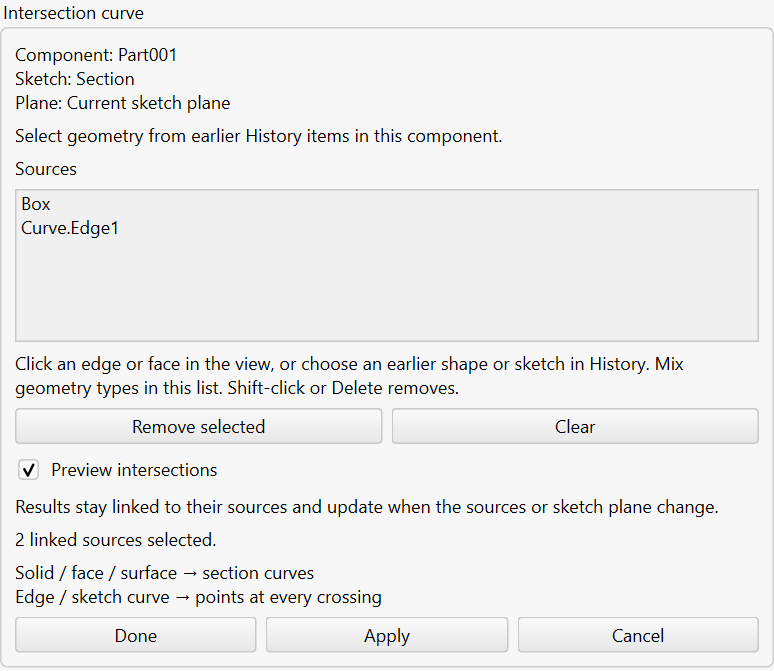 Intersection curve
Component: Part001
Sketch: Section
Plane: Current sketch plane
Select geometry from earlier History items in this component.
Sources
Box
Curve.Edge1
Click an edge or face in the view, or choose an earlier shape or sketch in History. Mix
geometry types in this list. Shift-click or Delete removes.
Remove selected
Clear
Preview intersections
Results stay linked to their sources and update when the sources or sketch plane change.
2 linked sources selected.
Solid / face / surface → section curves
Edge / sketch curve → points at every crossing
Done
Apply
Cancel